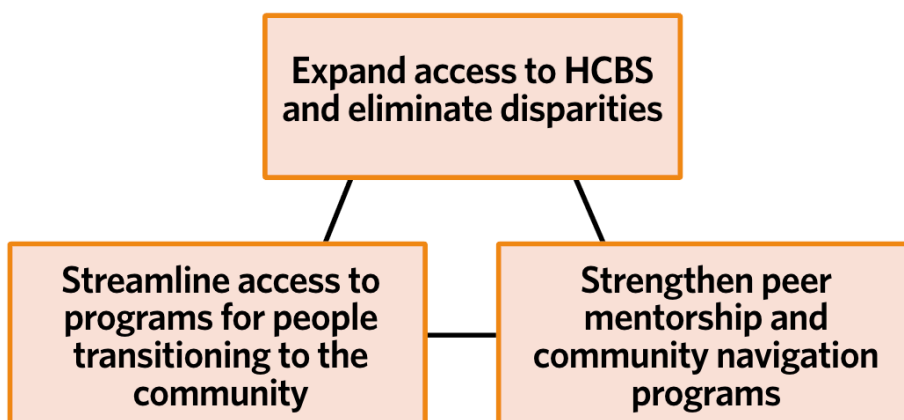 Expand access to HCBS
and eliminate disparities
Streamline access to
programs for people
transitioning to the
community
Strengthen peer
mentorship and
community navigation
programs